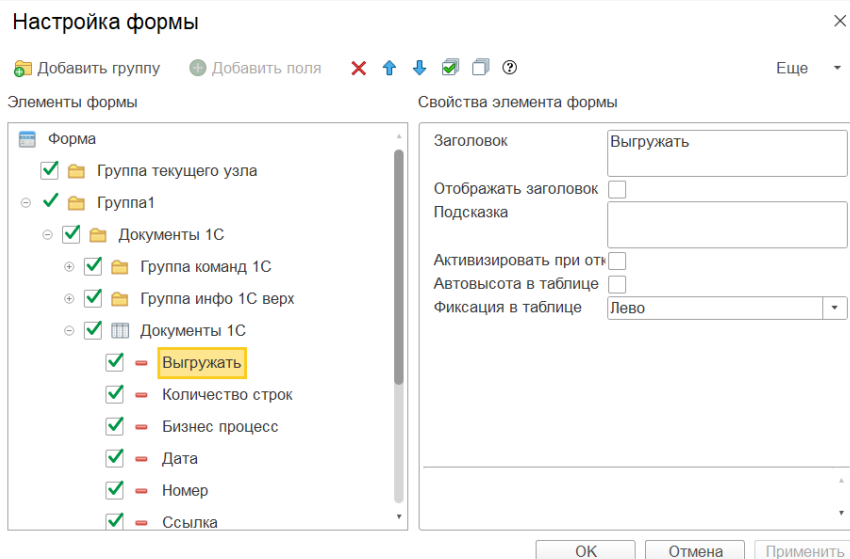 Настройка формы
Добавить группу Добавить поля Еще
Элементы формы Свойства элемента формы
Форма
Группа текущего узла
Группа1
Документы 1С
Группа команд 1С
Группа инфо 1С верх
Документы 1С
Выгружать
Количество строк
Бизнес процесс
Дата
Номер
Ссылка
Заголовок Выгружать
Отображать заголовок
Подсказка
Активизировать при отк
Автовысота в таблице
Фиксация в таблице Лево
OK Отмена Применить